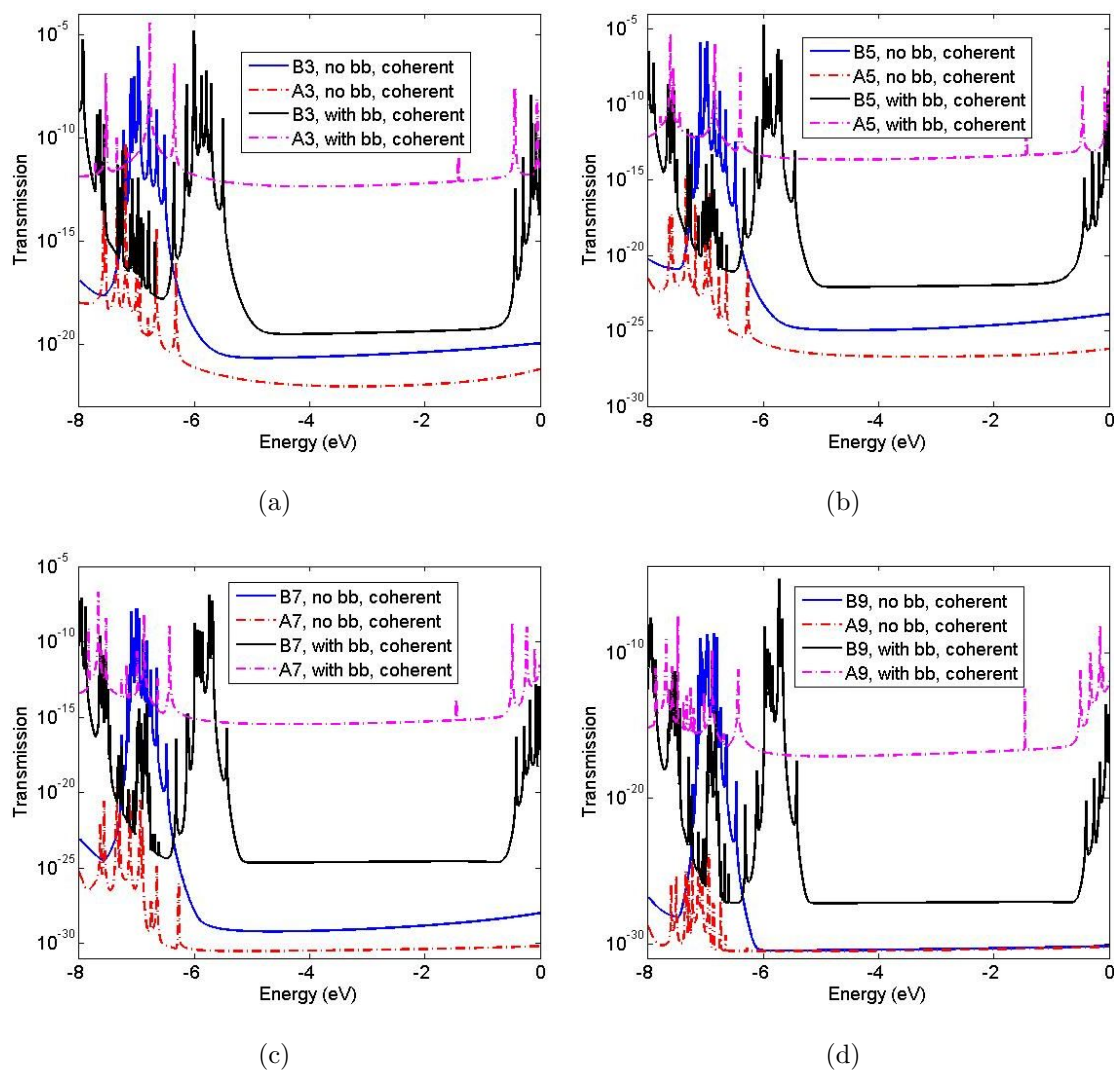 10^-5
10^-10
10^-15
10^-20
Transmission
B3, no bb, coherent
A3, no bb, coherent
B3, with bb, coherent
A3, with bb, coherent
-8 -6 -4 -2 0
Energy (eV)
(a)
10^-5
10^-10
10^-15
10^-20
10^-25
10^-30
Transmission
B5, no bb, coherent
A5, no bb, coherent
B5, with bb, coherent
A5, with bb, coherent
-8 -6 -4 -2 0
Energy (eV)
(b)
10^-5
10^-10
10^-15
10^-20
10^-25
10^-30
Transmission
B7, no bb, coherent
A7, no bb, coherent
B7, with bb, coherent
A7, with bb, coherent
-8 -6 -4 -2 0
Energy (eV)
(c)
10^-10
10^-20
10^-30
Transmission
B9, no bb, coherent
A9, no bb, coherent
B9, with bb, coherent
A9, with bb, coherent
-8 -6 -4 -2 0
Energy (eV)
(d)